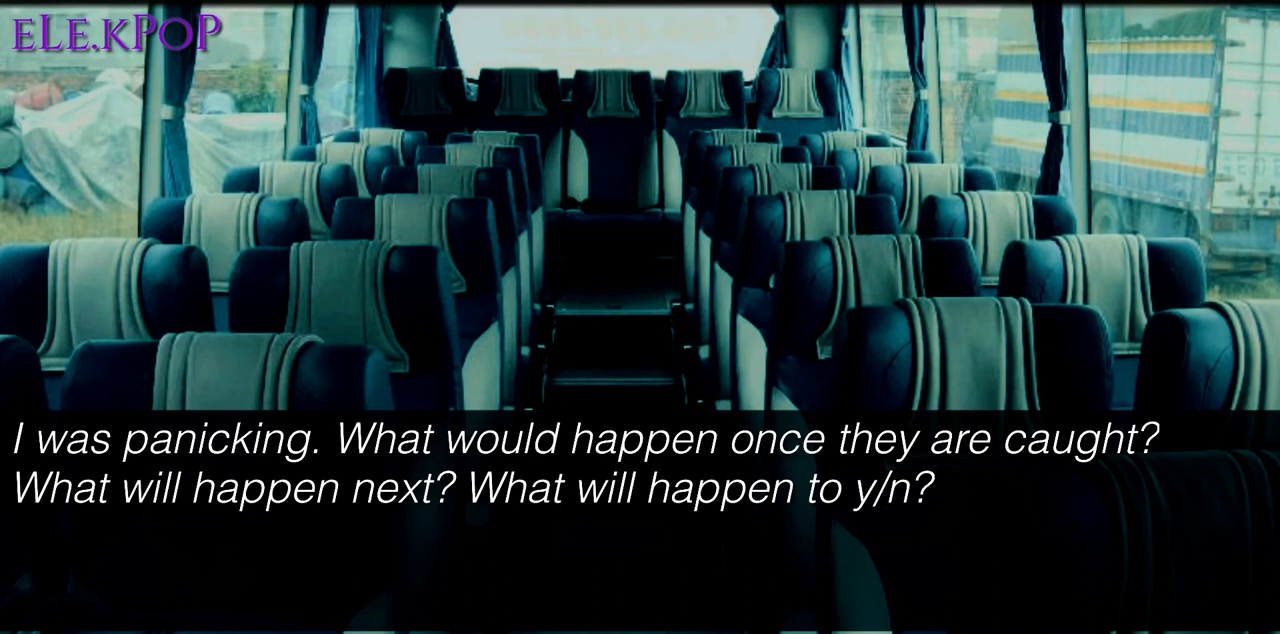 ELE.KPOP
I was panicking. What would happen once they are caught?
What will happen next? What will happen to y/n?